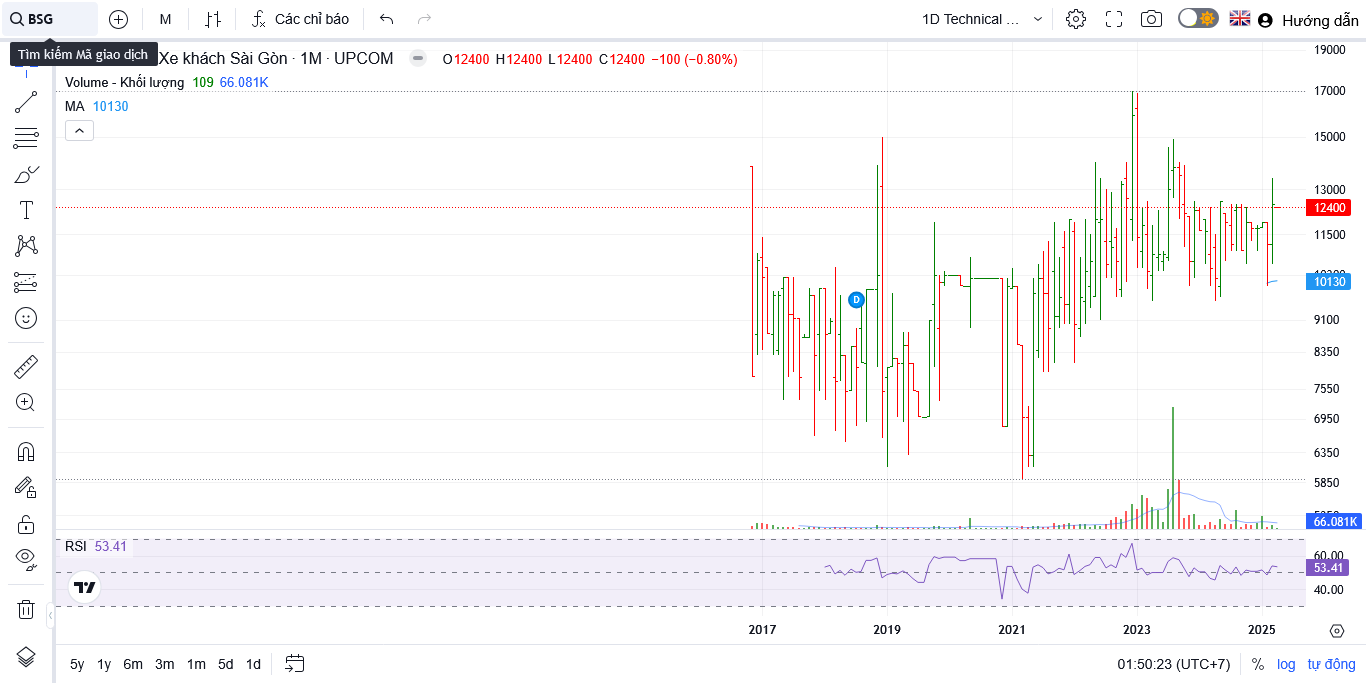 BSG M Các chỉ báo 1D Technical ... Hướng dẫn
Tìm kiếm Mã giao dịch
Xe khách Sài Gòn · 1M · UPCOM O12400 H12400 L12400 C12400 −100 (−0.80%)
Volume - Khối lượng 109 66.081K
MA 10130
19000
17000
15000
13000
12400
11500
10130
9100
8350
7550
6950
6350
5850
66.081K
D
RSI 53.41
60.00
53.41
40.00
2017 2019 2021 2023 2025
5y 1y 6m 3m 1m 5d 1d 01:50:23 (UTC+7) % log tự động